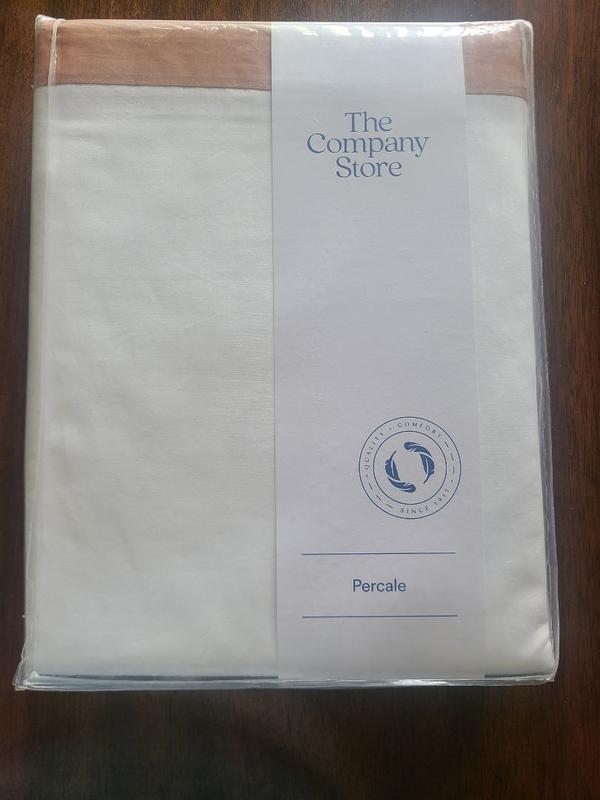 The
Company
Store
QUALITY • COMFORT
SINCE 1911
Percale